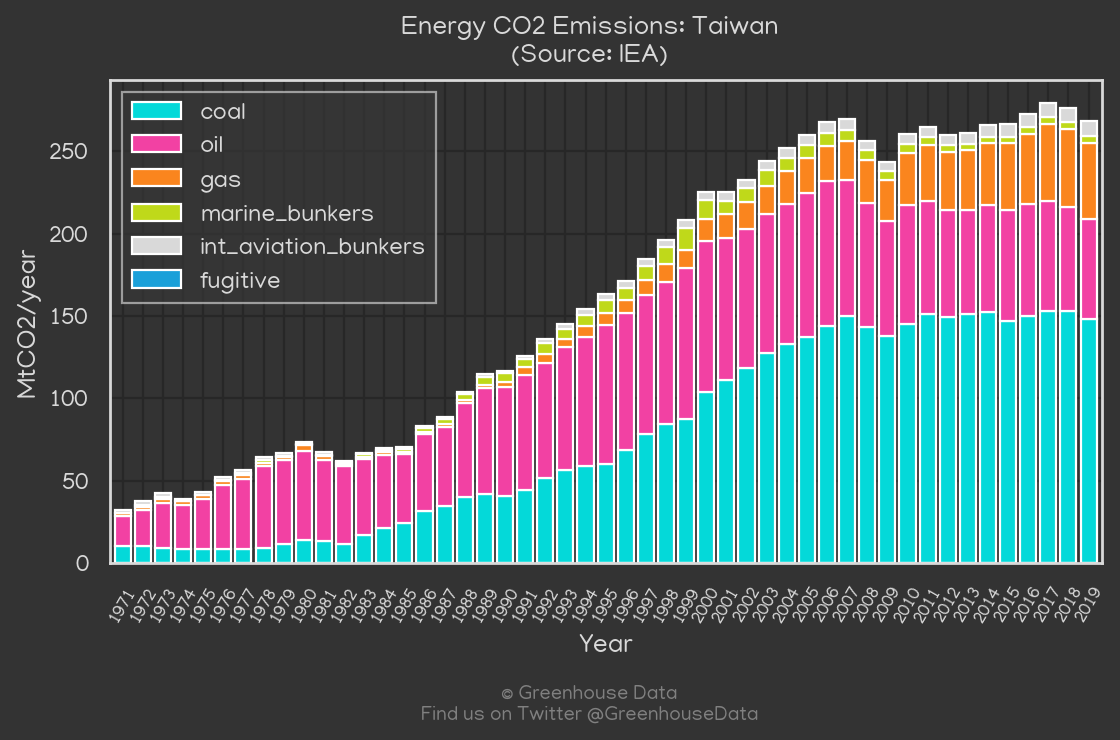 Energy CO2 Emissions: Taiwan
(Source: IEA)
coal
oil
gas
marine_bunkers
int_aviation_bunkers
fugitive
MtCO2/year
250
200
150
100
50
0
1971 1972 1973 1974 1975 1976 1977 1978 1979 1980 1981 1982 1983 1984 1985 1986 1987 1988 1989 1990 1991 1992 1993 1994 1995 1996 1997 1998 1999 2000 2001 2002 2003 2004 2005 2006 2007 2008 2009 2010 2011 2012 2013 2014 2015 2016 2017 2018 2019
Year
© Greenhouse Data
Find us on Twitter @GreenhouseData